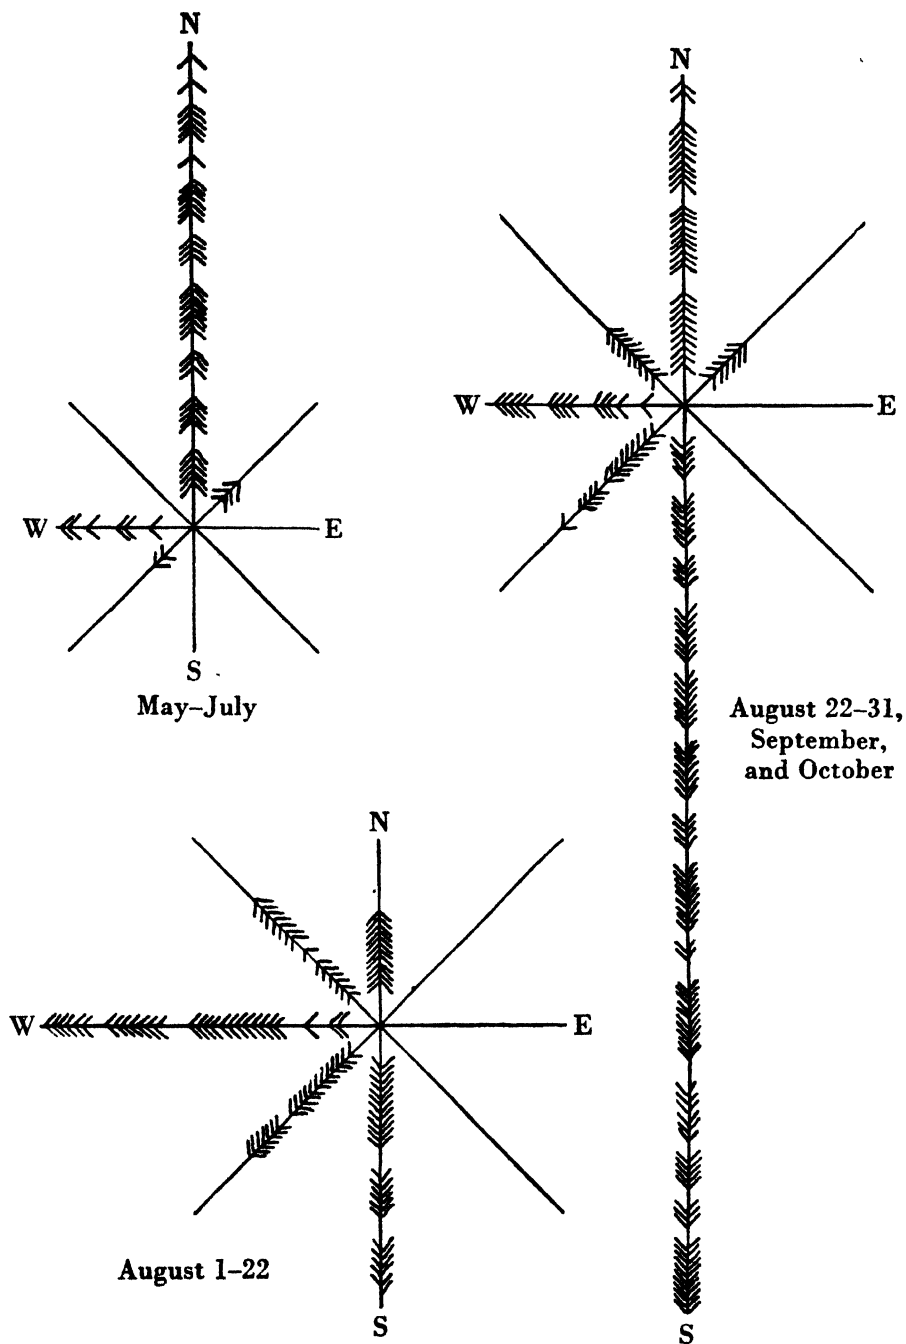 N
W
E
S
May–July
N
W
E
August 22–31,
September,
and October
S
N
W
E
August 1–22
S